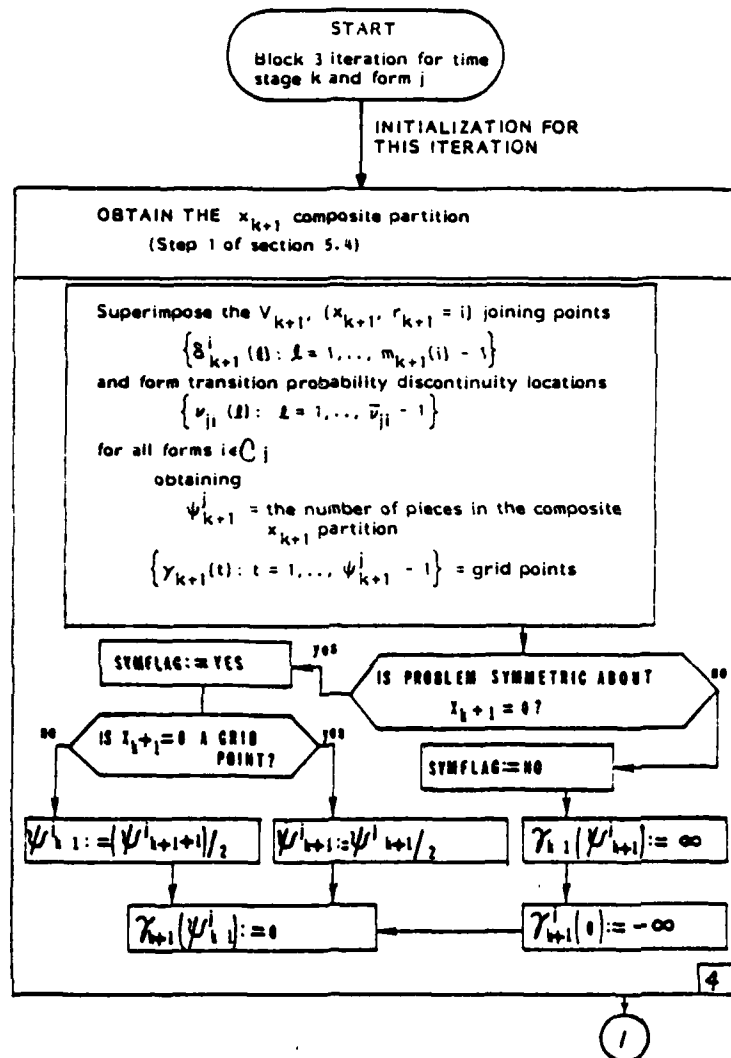 START
Block 3 iteration for time
stage k and form j
INITIALIZATION FOR
THIS ITERATION
OBTAIN THE x_{k+1} composite partition
(Step 1 of section 5.4)
Superimpose the V_{k+1}, (x_{k+1}, r_{k+1} = i) joining points
{δ^i_{k+1} (ℓ): ℓ = 1,.., m_{k+1}(i) - 1}
and form transition probability discontinuity locations
{ν_{ji} (ℓ): ℓ = 1,.., ν̄_{ji} - 1}
for all forms i∈C_j
obtaining
ψ^j_{k+1} = the number of pieces in the composite
x_{k+1} partition
{γ_{k+1}(t): t = 1,.., ψ^j_{k+1} - 1} = grid points
yes
SYMFLAG:=YES
IS PROBLEM SYMMETRIC ABOUT
x_{k+1} = 0?
no
no
IS x_{k+1}=0 A GRID
POINT?
yes
SYMFLAG:=NO
ψ^j_{k 1}:=(ψ^j_{k+1}+1)/2
ψ^j_{k+1}:=ψ^j_{k+1}/2
γ_{k 1}(ψ^j_{k+1}):=∞
γ_{k+1}(ψ^j_{k 1}):=0
γ^j_{k+1}(0):=-∞
4
1